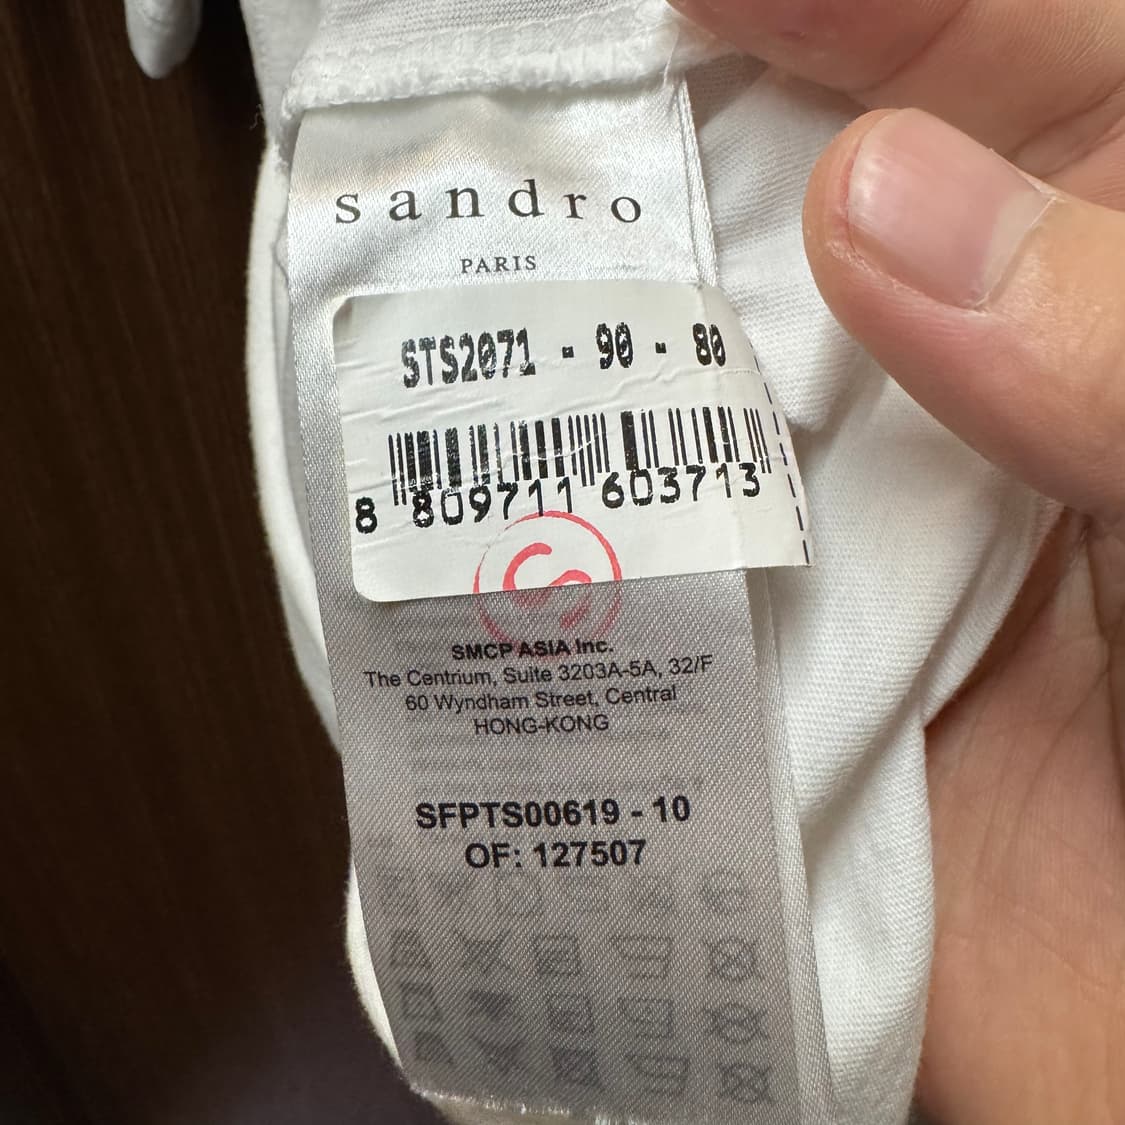 sandro
PARIS
STS2071 - 90 - 80
8 809711 603713
SMCP ASIA Inc.
The Centrium, Suite 3203A-5A, 32/F
60 Wyndham Street, Central
HONG-KONG
SFPTS00619 - 10
OF: 127507